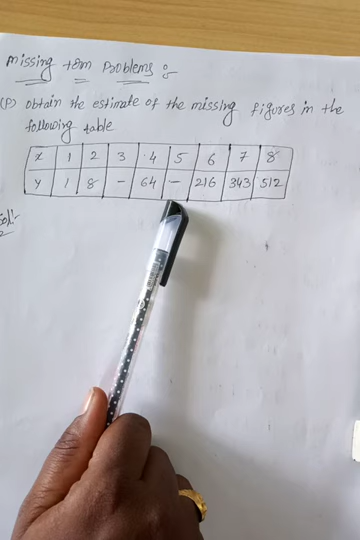 Missing term Problems :-
(P) Obtain the estimate of the missing figures in the
following table
x 1 2 3 4 5 6 7 8
y 1 8 - 64 - 216 343 512
Sol:-